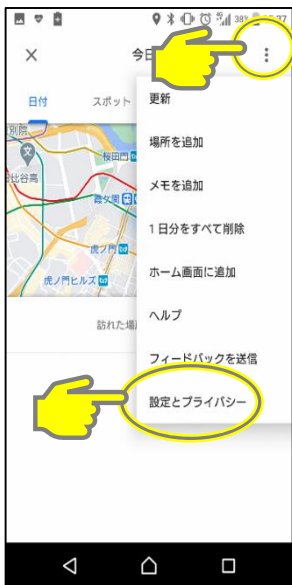 38%
今日
日付
スポット
更新
場所を追加
メモを追加
1日分をすべて削除
ホーム画面に追加
ヘルプ
フィードバックを送信
設定とプライバシー
桜田門
霞ケ関
虎ノ門
虎ノ門ヒルズ
比谷高
訪れた場